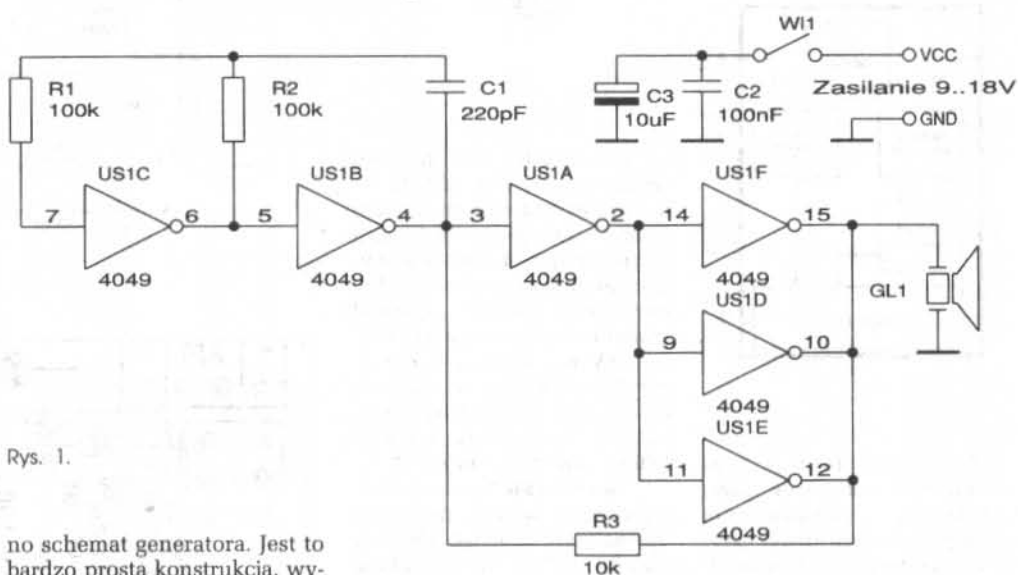 R1
100k
R2
100k
C1
220pF
C3
10uF
C2
100nF
WI1
VCC
Zasilanie 9..18V
GND
US1C
7
6
4049
US1B
5
4
4049
US1A
3
2
4049
US1F
14
15
4049
GL1
US1D
9
10
4049
US1E
11
12
4049
R3
10k
Rys. 1.
no schemat generatora. Jest to
bardzo prosta konstrukcja, wy-